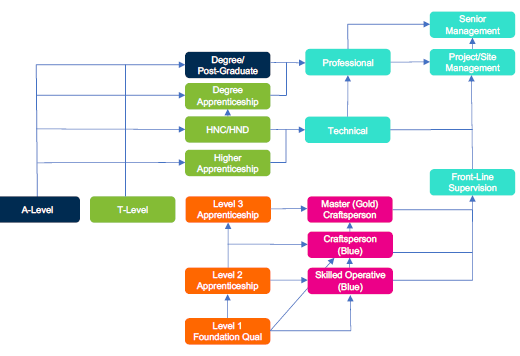 Senior
Management
Degree/
Post-Graduate
Professional
Project/Site
Management
Degree
Apprenticeship
HNC/HND
Technical
Higher
Apprenticeship
Front-Line
Supervision
A-Level
T-Level
Level 3
Apprenticeship
Master (Gold)
Craftsperson
Craftsperson
(Blue)
Level 2
Apprenticeship
Skilled Operative
(Blue)
Level 1
Foundation Qual